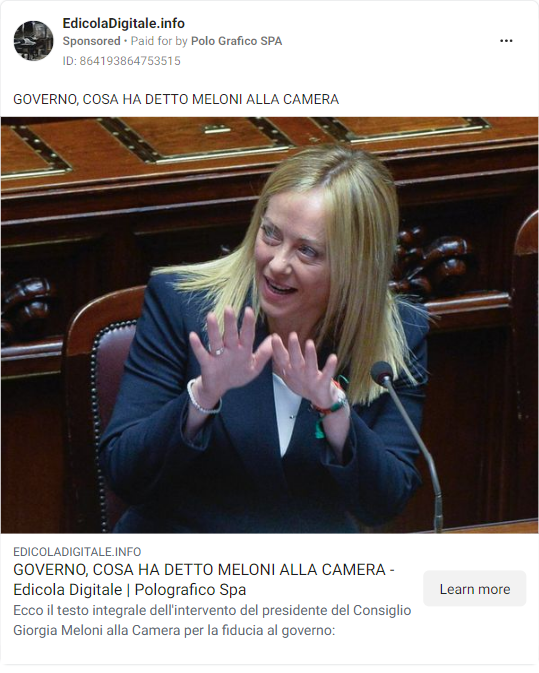 EdicolaDigitale.info
Sponsored • Paid for by Polo Grafico SPA
ID: 864193864753515
GOVERNO, COSA HA DETTO MELONI ALLA CAMERA
EDICOLADIGITALE.INFO
GOVERNO, COSA HA DETTO MELONI ALLA CAMERA -
Edicola Digitale | Polografico Spa
Learn more
Ecco il testo integrale dell'intervento del presidente del Consiglio
Giorgia Meloni alla Camera per la fiducia al governo: